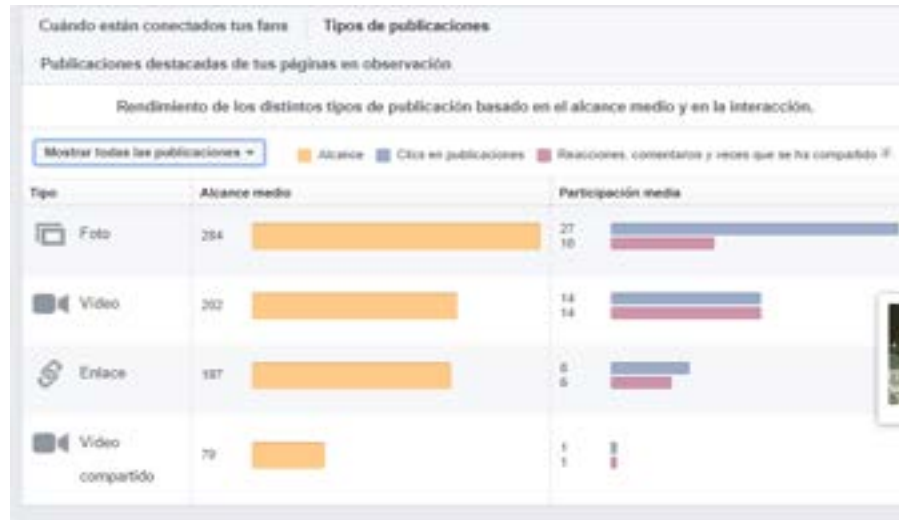 Cuándo están conectados tus fans Tipos de publicaciones
Publicaciones destacadas de tus páginas en observación
Rendimiento de los distintos tipos de publicación basado en el alcance medio y en la interacción.
Mostrar todas las publicaciones Alcance Clics en publicaciones Reacciones, comentarios y veces que se ha compartido
Tipo Alcance medio Participación media
Foto 284 27
10
Vídeo 202 14
14
Enlace 197
6
Vídeo
compartido 79 1
1